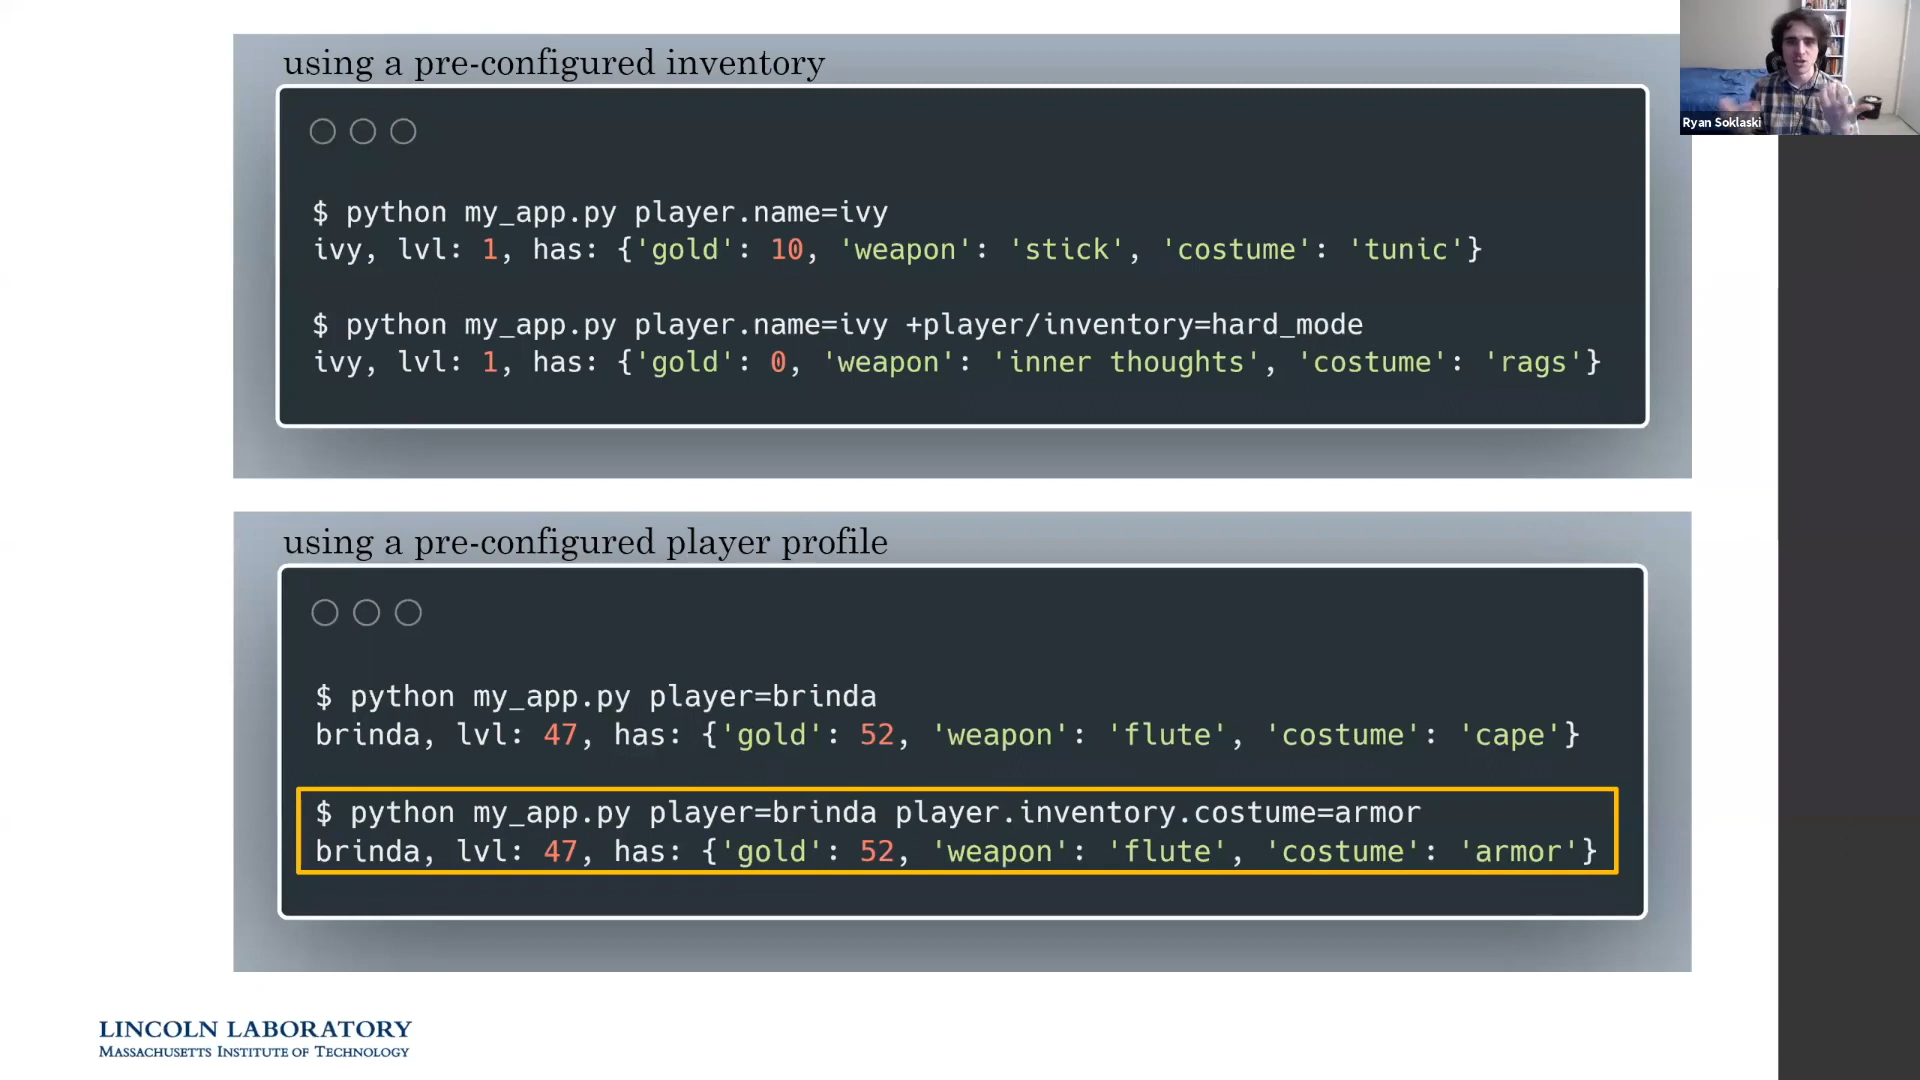 using a pre-configured inventory
$ python my_app.py player.name=ivy
ivy, lvl: 1, has: {'gold': 10, 'weapon': 'stick', 'costume': 'tunic'}
$ python my_app.py player.name=ivy +player/inventory=hard_mode
ivy, lvl: 1, has: {'gold': 0, 'weapon': 'inner thoughts', 'costume': 'rags'}
using a pre-configured player profile
$ python my_app.py player=brinda
brinda, lvl: 47, has: {'gold': 52, 'weapon': 'flute', 'costume': 'cape'}
$ python my_app.py player=brinda player.inventory.costume=armor
brinda, lvl: 47, has: {'gold': 52, 'weapon': 'flute', 'costume': 'armor'}
Ryan Soklaski
LINCOLN LABORATORY
MASSACHUSETTS INSTITUTE OF TECHNOLOGY